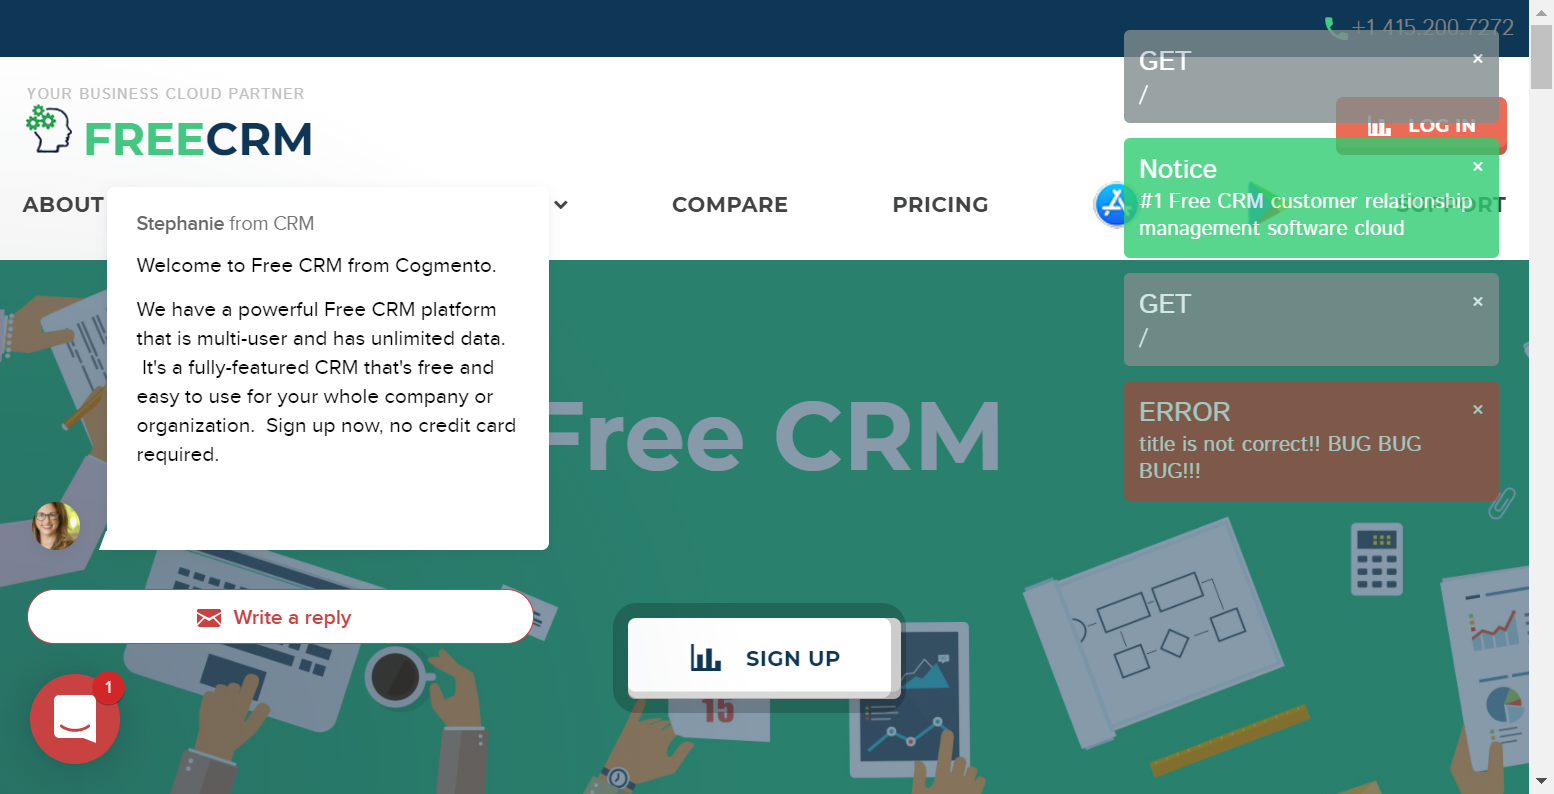 +1 415.200.7272
YOUR BUSINESS CLOUD PARTNER
FREECRM
LOG IN
ABOUT
COMPARE
PRICING
SUPPORT
GET
/
×
Notice
×
#1 Free CRM customer relationship
management software cloud
GET
/
×
ERROR
×
title is not correct!! BUG BUG
BUG!!!
Stephanie from CRM
Welcome to Free CRM from Cogmento.
We have a powerful Free CRM platform
that is multi-user and has unlimited data.
It's a fully-featured CRM that's free and
easy to use for your whole company or
organization.  Sign up now, no credit card
required.
Free CRM
Write a reply
1
SIGN UP
15